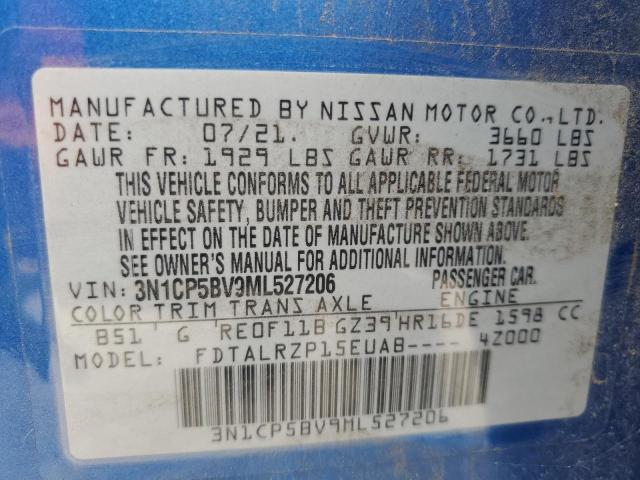 MANUFACTURED BY NISSAN MOTOR CO.,LTD.
DATE: 07/21. GVWR: 3660 LBS
GAWR FR: 1929 LBS GAWR RR: 1731 LBS
THIS VEHICLE CONFORMS TO ALL APPLICABLE FEDERAL MOTOR
VEHICLE SAFETY, BUMPER AND THEFT PREVENTION STANDARDS
IN EFFECT ON THE DATE OF MANUFACTURE SHOWN ABOVE.
SEE OWNER'S MANUAL FOR ADDITIONAL INFORMATION.
VIN: 3N1CP5BV9ML527206 PASSENGER CAR.
COLOR TRIM TRANS AXLE ENGINE
B51 G RE0F11B GZ39 HR16DE 1598 CC
FDTALRZP15EUAB---- 4Z000
3N1CP5BV9ML527206